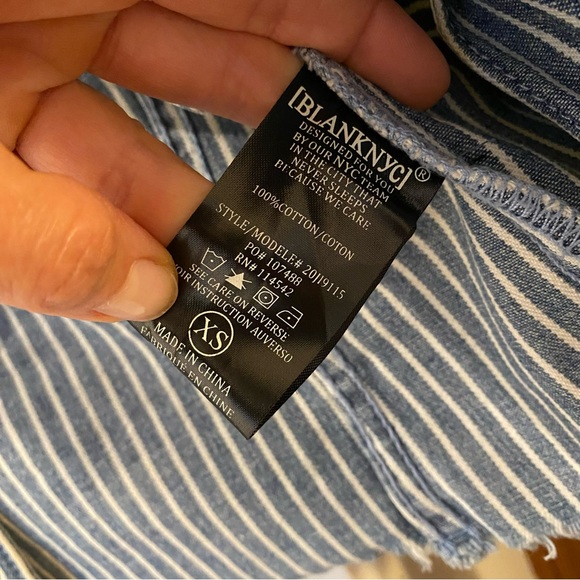 [BLANKNYC]®
DESIGNED FOR YOU
BY OUR NYC-TEAM
IN THE CITY THAT
NEVER SLEEPS
BECAUSE WE CARE
100%COTTON/COTON
STYLE/MODELE# 20JI9115
PO# 107488
RN# 114542
SEE CARE ON REVERSE
VOIR INSTRUCTION AUVERSO
XS
MADE IN CHINA
FABRIQUE EN CHINE